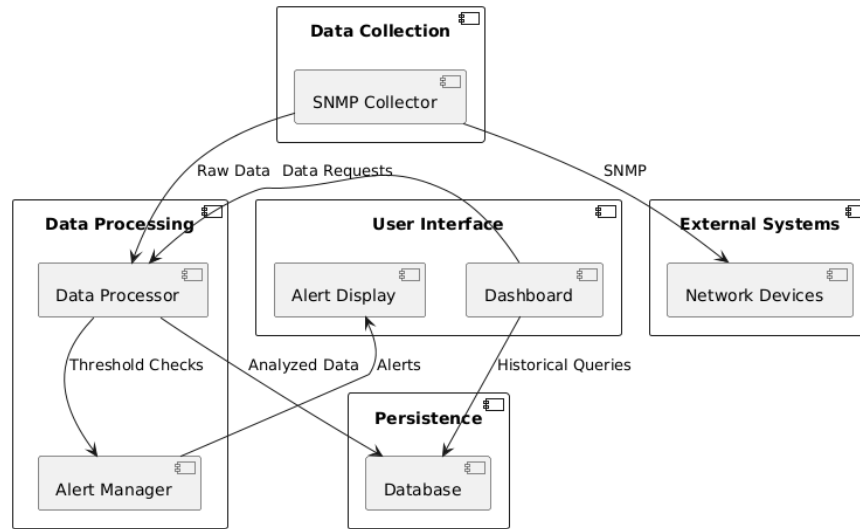 Data Collection
SNMP Collector
Raw Data
Data Requests
SNMP
Data Processing
User Interface
External Systems
Data Processor
Alert Display
Dashboard
Network Devices
Threshold Checks
Analyzed Data
Alerts
Historical Queries
Persistence
Alert Manager
Database